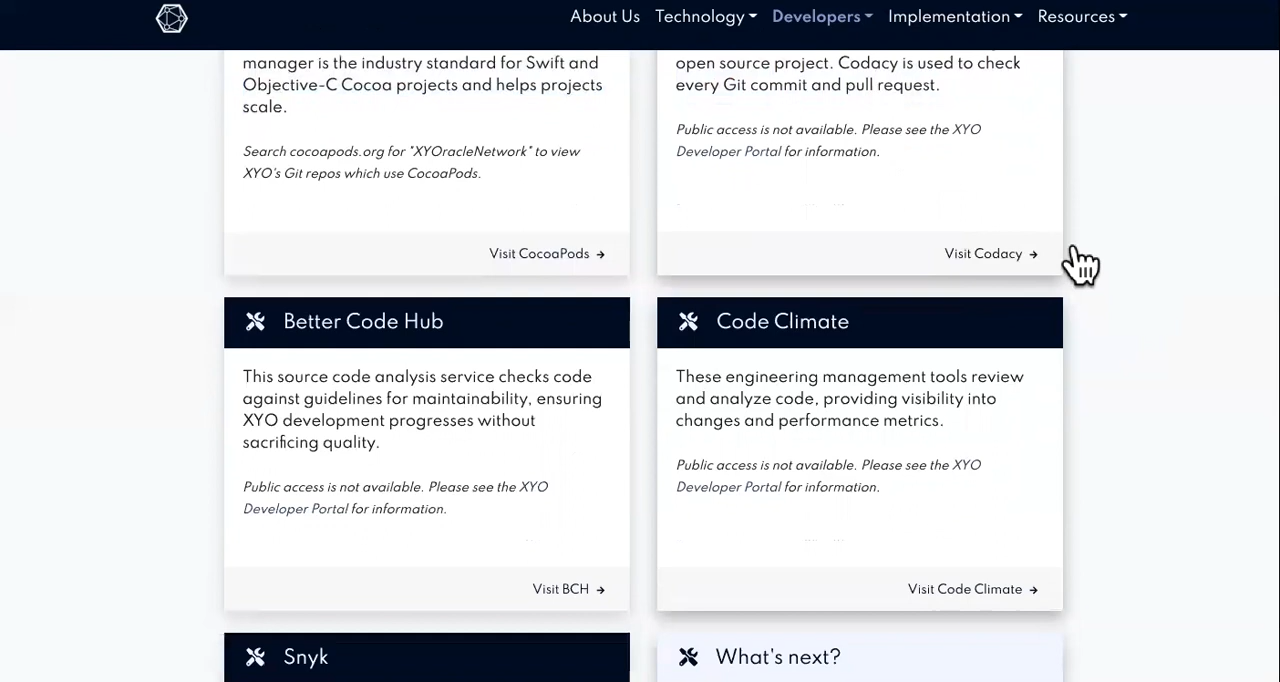 About Us Technology Developers Implementation Resources
manager is the industry standard for Swift and
Objective-C Cocoa projects and helps projects
scale.
Search cocoapods.org for "XYOracleNetwork" to view
XYO's Git repos which use CocoaPods.
Visit CocoaPods →
open source project. Codacy is used to check
every Git commit and pull request.
Public access is not available. Please see the XYO
Developer Portal for information.
Visit Codacy →
Better Code Hub
This source code analysis service checks code
against guidelines for maintainability, ensuring
XYO development progresses without
sacrificing quality.
Public access is not available. Please see the XYO
Developer Portal for information.
Visit BCH →
Code Climate
These engineering management tools review
and analyze code, providing visibility into
changes and performance metrics.
Public access is not available. Please see the XYO
Developer Portal for information.
Visit Code Climate →
Snyk
What's next?